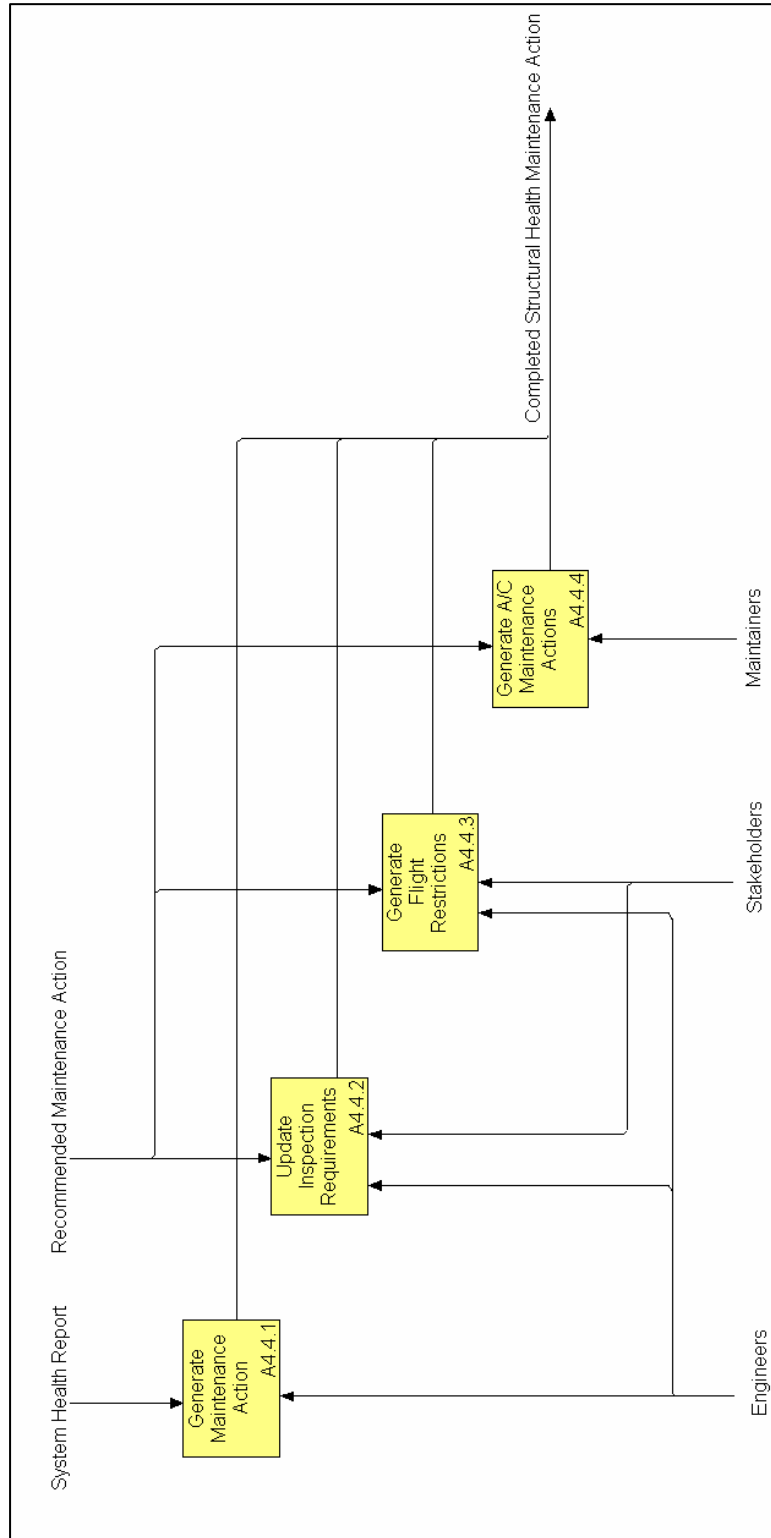 System Health Report
Recommended Maintenance Action
Generate
Maintenance
Action
A4.4.1
Update
Inspection
Requirements
A4.4.2
Generate
Flight
Restrictions
A4.4.3
Generate A/C
Maintenance
Actions
A4.4.4
Completed Structural Health Maintenance Action
Engineers
Stakeholders
Maintainers